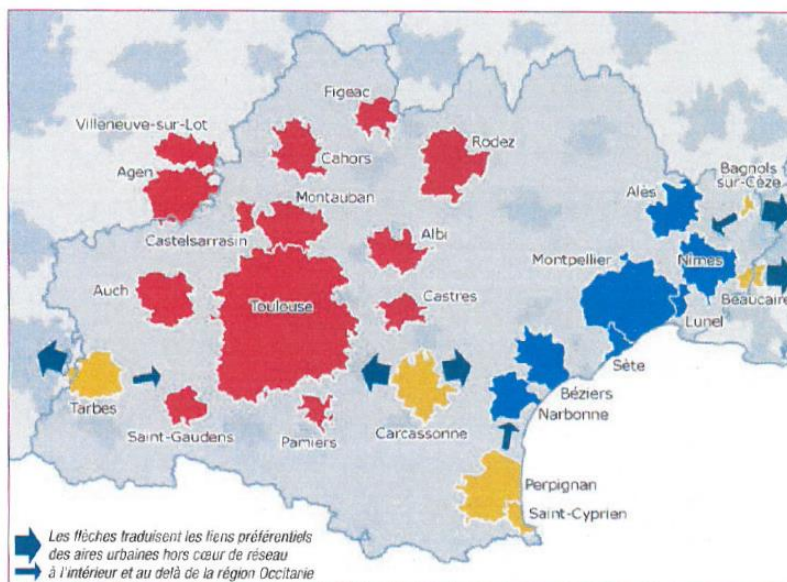 Figeac
Villeneuve-sur-Lot
Cahors
Rodez
Agen
Montauban
Alès
Bagnols
sur-Cèze
Castelsarrasin
Albi
Montpellier
Nîmes
Auch
Toulouse
Castres
Beaucaire
Lunel
Sète
Tarbes
Béziers
Narbonne
Saint-Gaudens
Pamiers
Carcassonne
Perpignan
Saint-Cyprien
Les flèches traduisent les liens préférentiels
des aires urbaines hors cœur de réseau
à l'intérieur et au delà de la région Occitanie